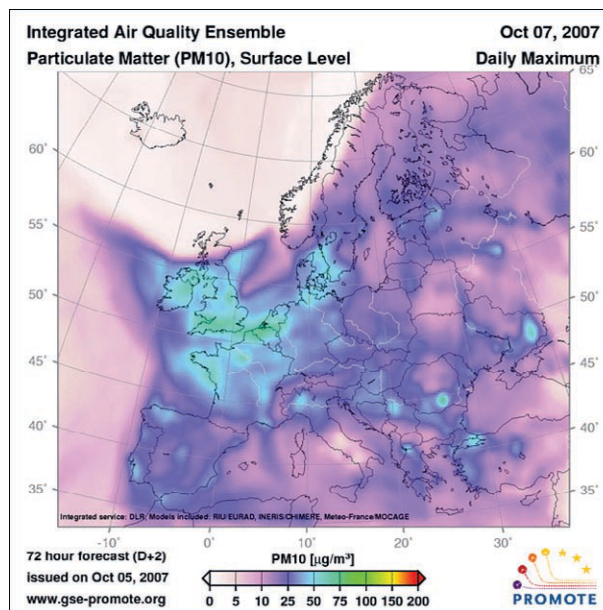 Integrated Air Quality Ensemble Oct 07, 2007
Particulate Matter (PM10), Surface Level Daily Maximum
65°
65°
60°
60°
55°
55°
50°
50°
45°
45°
40°
40°
35°
35°
Integrated service: DLR; Models included: RIU/EURAD, INERIS/CHIMERE, Meteo-France/MOCAGE
-10° 0° 10° 20° 30°
72 hour forecast (D+2)
issued on Oct 05, 2007
www.gse-promote.org
PM10 [µg/m³]
0 5 10 25 50 75 100 150 200
PROMOTE